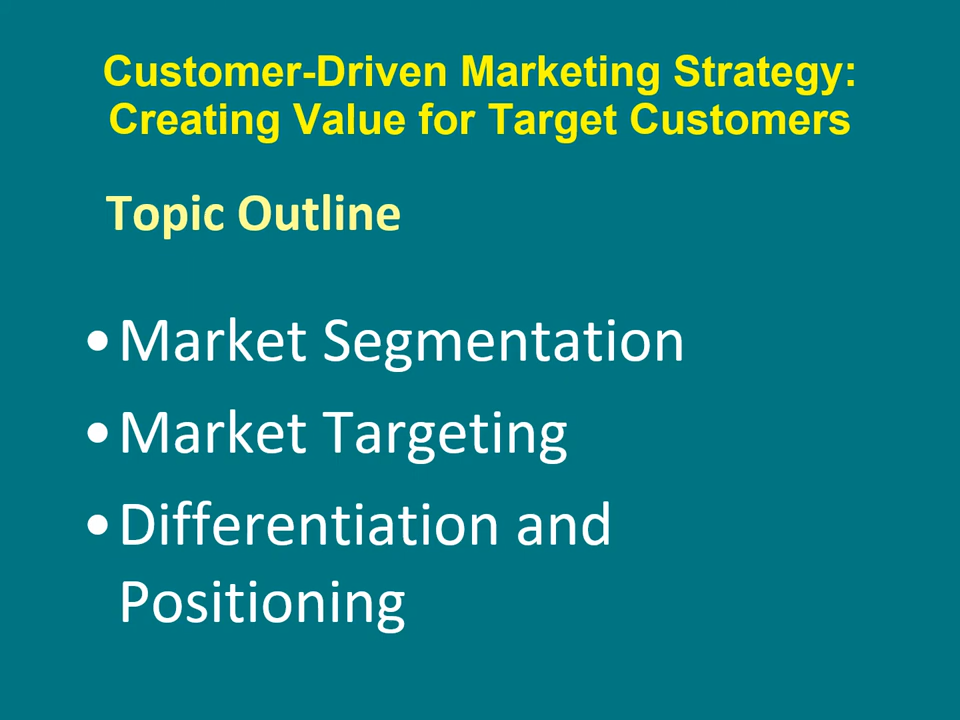 Customer-Driven Marketing Strategy:
Creating Value for Target Customers
Topic Outline
•Market Segmentation
•Market Targeting
•Differentiation and
Positioning